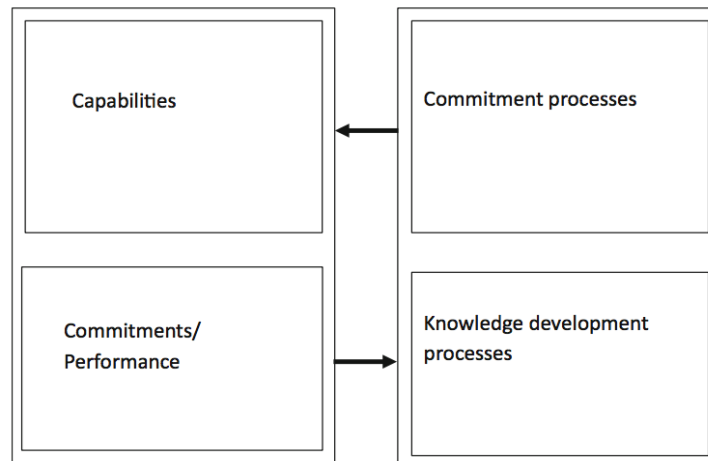 Capabilities
Commitment processes
Commitments/
Performance
Knowledge development
processes